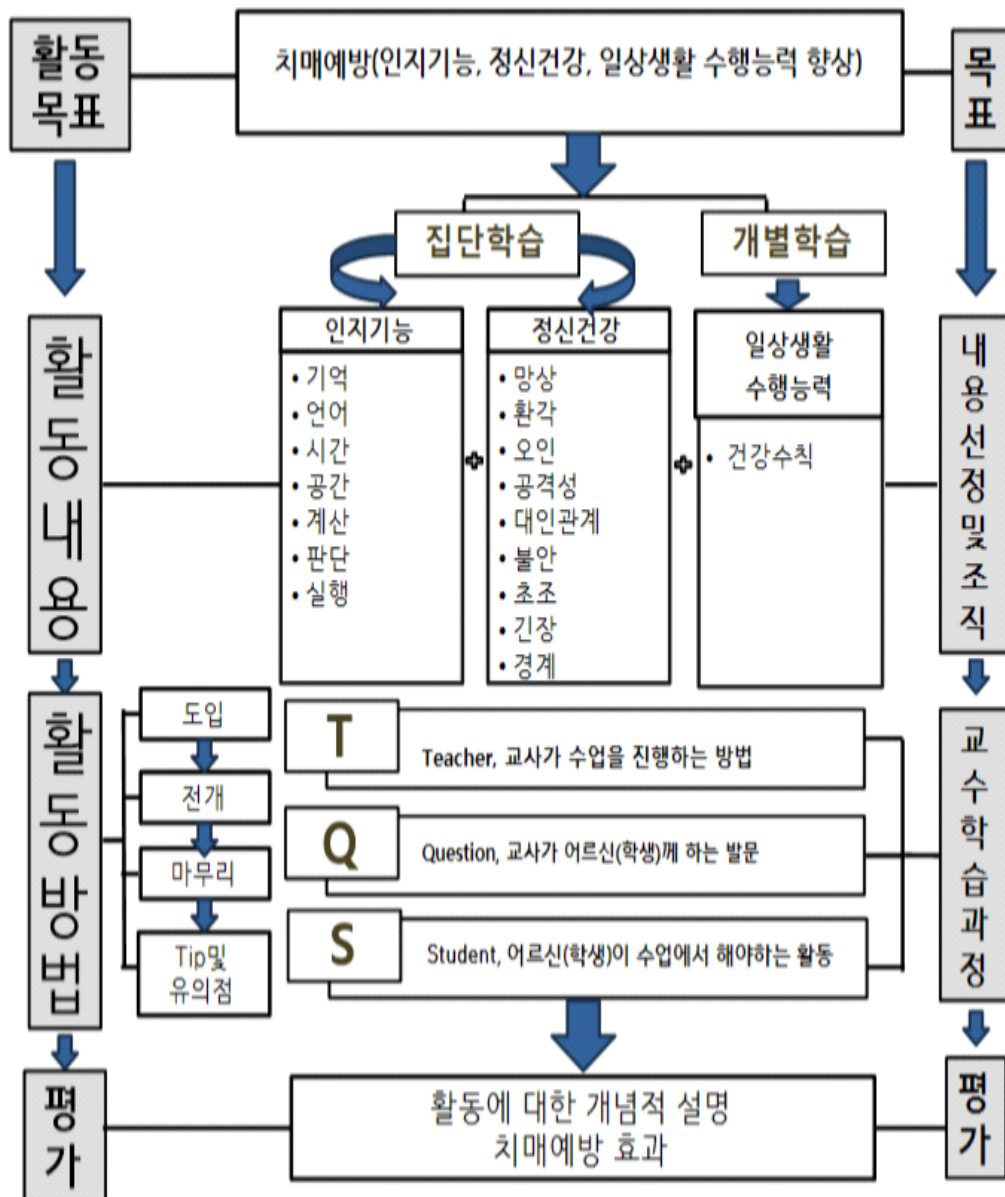 활동
목표
치매예방(인지기능, 정신건강, 일상생활 수행능력 향상)
목
표
집단학습
개별학습
활동내용
인지기능
• 기억
• 언어
• 시간
• 공간
• 계산
• 판단
• 실행
정신건강
• 망상
• 환각
• 오인
• 공격성
• 대인관계
• 불안
• 초조
• 긴장
• 경계
일상생활
수행능력
• 건강수칙
내용선정및조직
활동방법
도입
전개
마무리
Tip및
유의점
T
Teacher, 교사가 수업을 진행하는 방법
Q
Question, 교사가 어르신(학생)께 하는 발문
S
Student, 어르신(학생)이 수업에서 해야하는 활동
교수학습과정
평
가
활동에 대한 개념적 설명
치매예방 효과
평
가